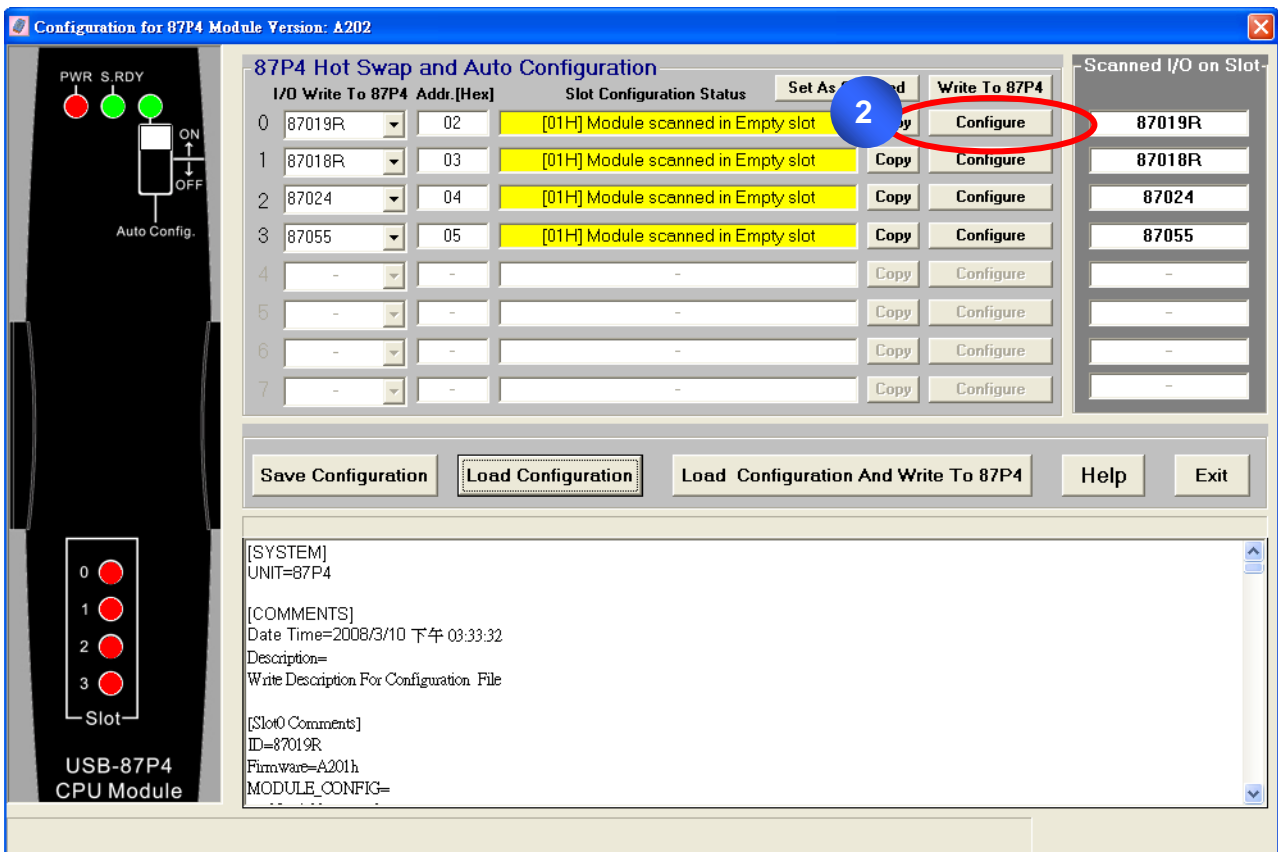 Configuration for 87P4 Module Version: A202
PWR S.RDY
ON
OFF
Auto Config.
0
1
2
3
Slot
USB-87P4
CPU Module
87P4 Hot Swap and Auto Configuration
Set As
Write To 87P4
I/O Write To 87P4 Addr.[Hex] Slot Configuration Status
2
0 87019R 02 [01H] Module scanned in Empty slot Configure
1 87018R 03 [01H] Module scanned in Empty slot Copy Configure
2 87024 04 [01H] Module scanned in Empty slot Copy Configure
3 87055 05 [01H] Module scanned in Empty slot Copy Configure
4 - - - Copy Configure
5 - - - Copy Configure
6 - - - Copy Configure
7 - - - Copy Configure
Scanned I/O on Slot
87019R
87018R
87024
87055
-
-
-
-
Save Configuration Load Configuration Load Configuration And Write To 87P4 Help Exit
[SYSTEM]
UNIT=87P4
[COMMENTS]
Date Time=2008/3/10 下午 03:33:32
Description=
Write Description For Configuration File
[Slot0 Comments]
ID=87019R
Firmware=A201h
MODULE_CONFIG=